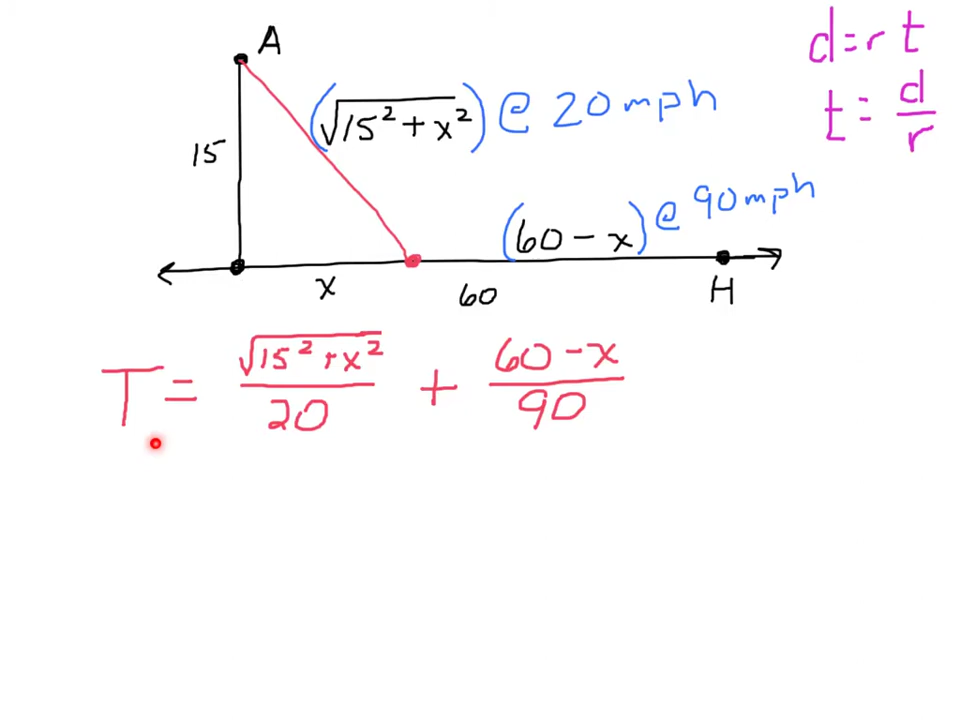 A
d=rt
(√(15²+x²)) @ 20mph
t = d/r
15
(60-x) @ 90mph
x
60
H
T = √(15²+x²)/20 + (60-x)/90